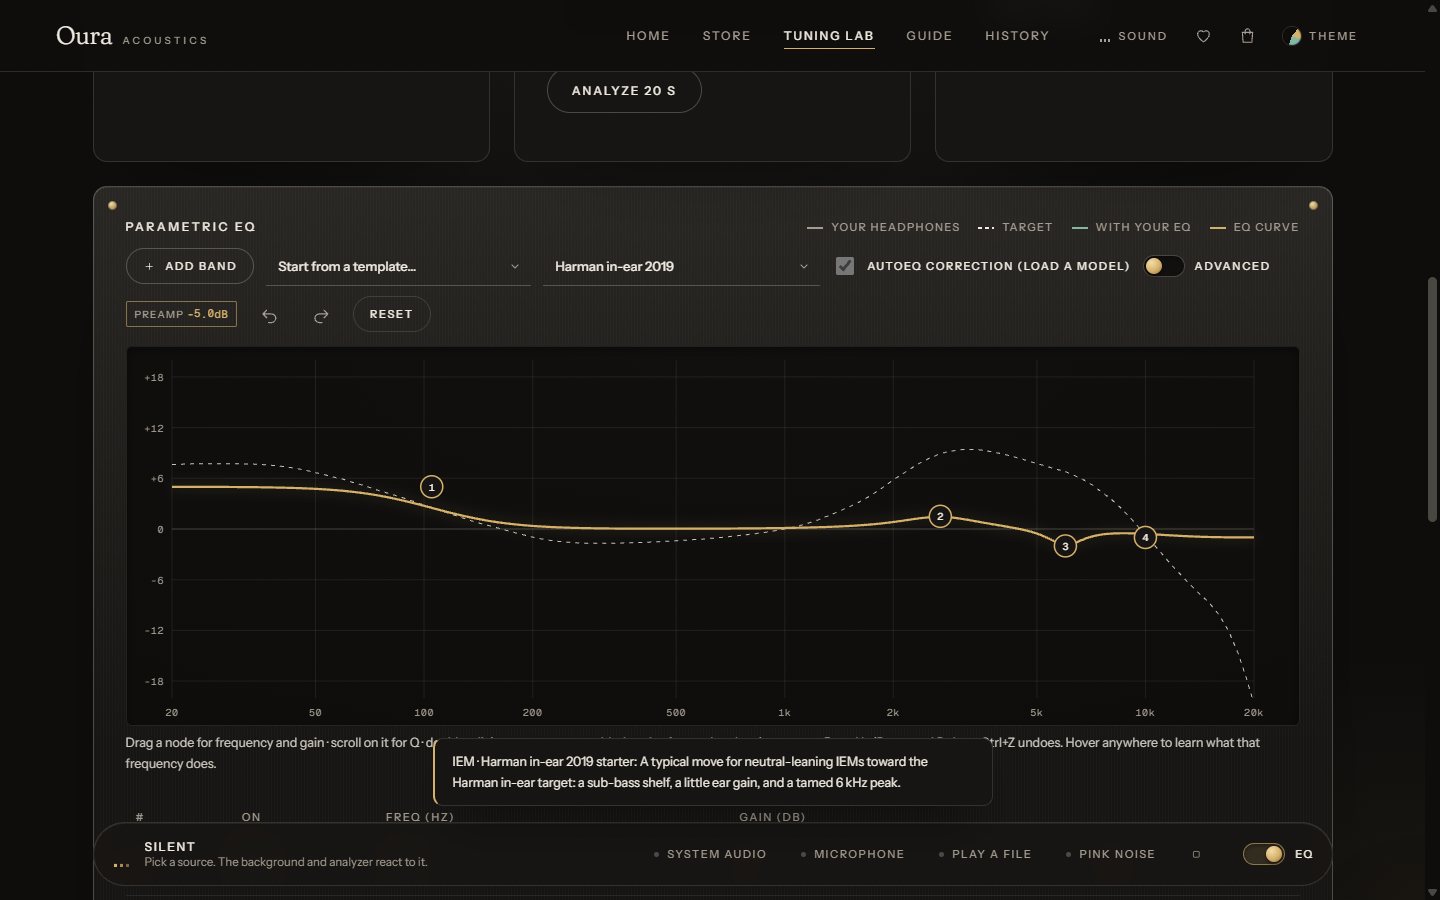 Oura ACOUSTICS
HOME STORE TUNING LAB GUIDE HISTORY SOUND THEME
ANALYZE 20 S
PARAMETRIC EQ
YOUR HEADPHONES TARGET WITH YOUR EQ EQ CURVE
+ ADD BAND Start from a template... Harman in-ear 2019 AUTOEQ CORRECTION (LOAD A MODEL) ADVANCED
PREAMP -5.0dB RESET
+18
+12
+6
0
-6
-12
-18
1 2 3 4
20 50 100 200 500 1k 2k 5k 10k 20k
Drag a node for frequency and gain · scroll on it for Q · Ctrl+Z undoes. Hover anywhere to learn what that
frequency does.
IEM · Harman in-ear 2019 starter: A typical move for neutral-leaning IEMs toward the
Harman in-ear target: a sub-bass shelf, a little ear gain, and a tamed 6 kHz peak.
# ON FREQ (HZ) GAIN (DB)
SILENT
Pick a source. The background and analyzer react to it.
SYSTEM AUDIO MICROPHONE PLAY A FILE PINK NOISE EQ